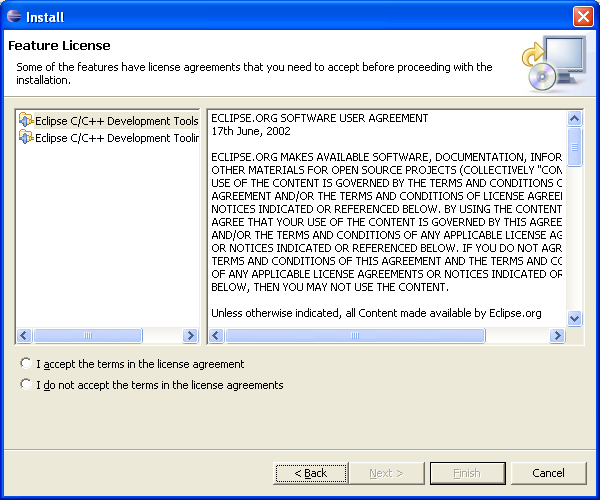 Install
Feature License
Some of the features have license agreements that you need to accept before proceeding with the
installation.
Eclipse C/C++ Development Tools
Eclipse C/C++ Development Toolin
ECLIPSE.ORG SOFTWARE USER AGREEMENT
17th June, 2002
ECLIPSE.ORG MAKES AVAILABLE SOFTWARE, DOCUMENTATION, INFOR
OTHER MATERIALS FOR OPEN SOURCE PROJECTS (COLLECTIVELY "CON
USE OF THE CONTENT IS GOVERNED BY THE TERMS AND CONDITIONS O
AGREEMENT AND/OR THE TERMS AND CONDITIONS OF LICENSE AGREE
NOTICES INDICATED OR REFERENCED BELOW. BY USING THE CONTENT
AGREE THAT YOUR USE OF THE CONTENT IS GOVERNED BY THIS AGREE
AND/OR THE TERMS AND CONDITIONS OF ANY APPLICABLE LICENSE AG
OR NOTICES INDICATED OR REFERENCED BELOW. IF YOU DO NOT AGR
TERMS AND CONDITIONS OF THIS AGREEMENT AND THE TERMS AND CO
OF ANY APPLICABLE LICENSE AGREEMENTS OR NOTICES INDICATED OR
BELOW, THEN YOU MAY NOT USE THE CONTENT.
Unless otherwise indicated, all Content made available by Eclipse.org
I accept the terms in the license agreement
I do not accept the terms in the license agreements
< Back
Next >
Finish
Cancel